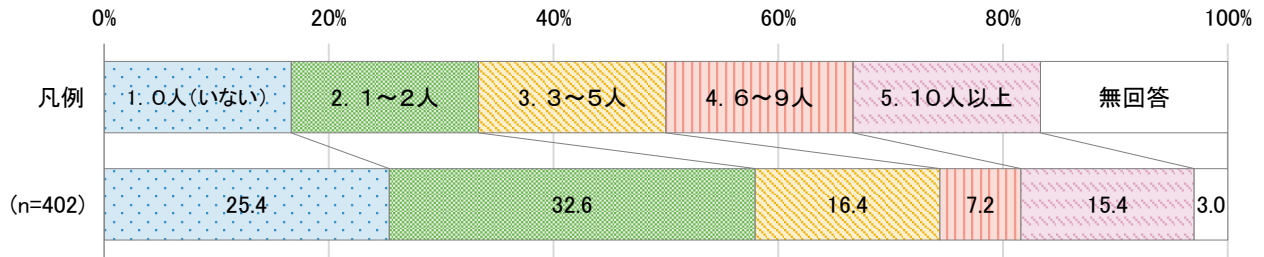 0% 20% 40% 60% 80% 100%
凡例 1. 0人(いない) 2. 1～2人 3. 3～5人 4. 6～9人 5. 10人以上 無回答
(n=402) 25.4 32.6 16.4 7.2 15.4 3.0